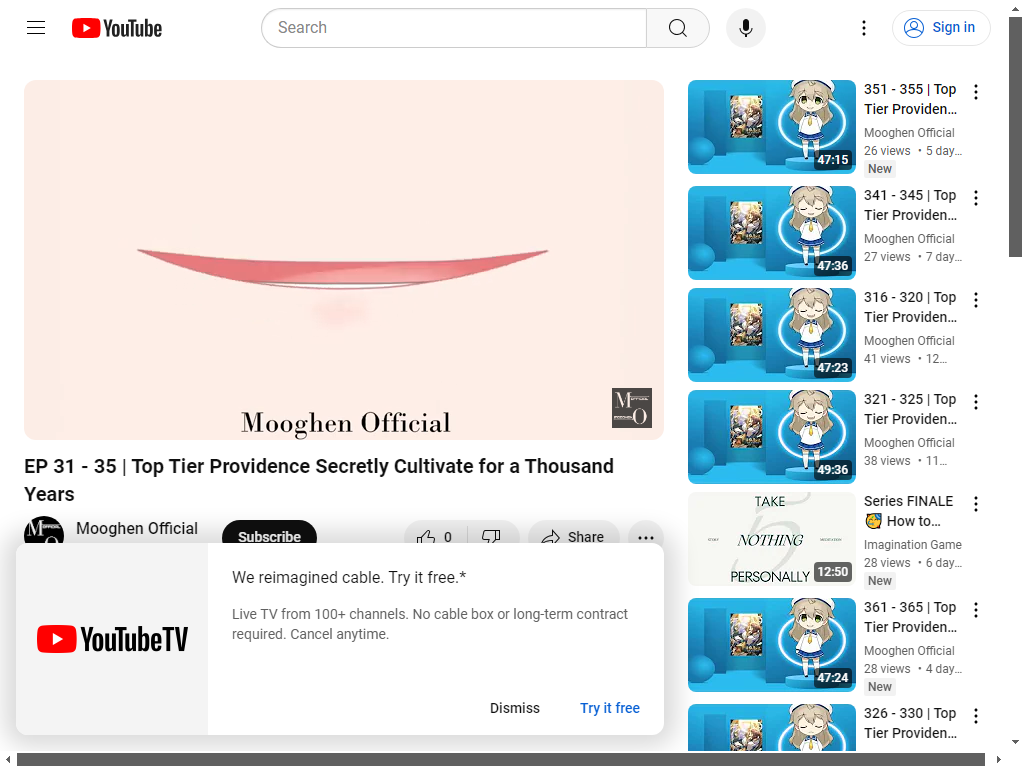 YouTube
Search
Sign in
Mooghen Official
M OFFICIAL
MOOGHEN O
EP 31 - 35 | Top Tier Providence Secretly Cultivate for a Thousand
Years
Mooghen Official
Subscribe
0
Share
We reimagined cable. Try it free.*
Live TV from 100+ channels. No cable box or long-term contract
required. Cancel anytime.
YouTubeTV
Dismiss
Try it free
47:15
351 - 355 | Top
Tier Providen...
Mooghen Official
26 views • 5 day...
New
47:36
341 - 345 | Top
Tier Providen...
Mooghen Official
27 views • 7 day...
47:23
316 - 320 | Top
Tier Providen...
Mooghen Official
41 views • 12...
49:36
321 - 325 | Top
Tier Providen...
Mooghen Official
38 views • 11...
TAKE
5
NOTHING
PERSONALLY
12:50
Series FINALE
🥳 How to...
Imagination Game
28 views • 6 day...
New
47:24
361 - 365 | Top
Tier Providen...
Mooghen Official
28 views • 4 day...
New
326 - 330 | Top
Tier Providen...